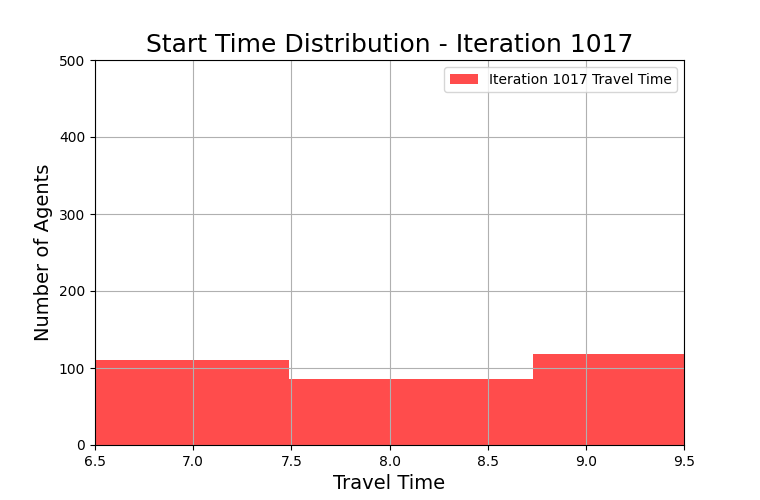 Start Time Distribution - Iteration 1017
500
400
300
200
100
0
Number of Agents
Iteration 1017 Travel Time
6.5 7.0 7.5 8.0 8.5 9.0 9.5
Travel Time